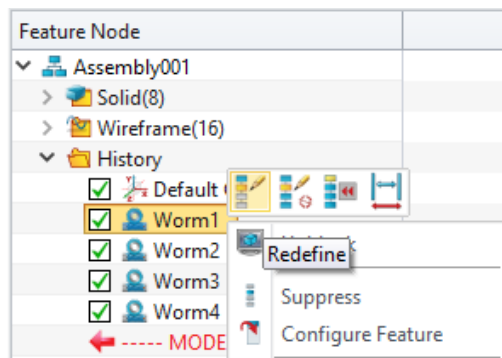 Feature Node
Assembly001
Solid(8)
Wireframe(16)
History
Default
Worm1
Worm2
Redefine
Worm3
Suppress
Worm4
Configure Feature
----- MODE